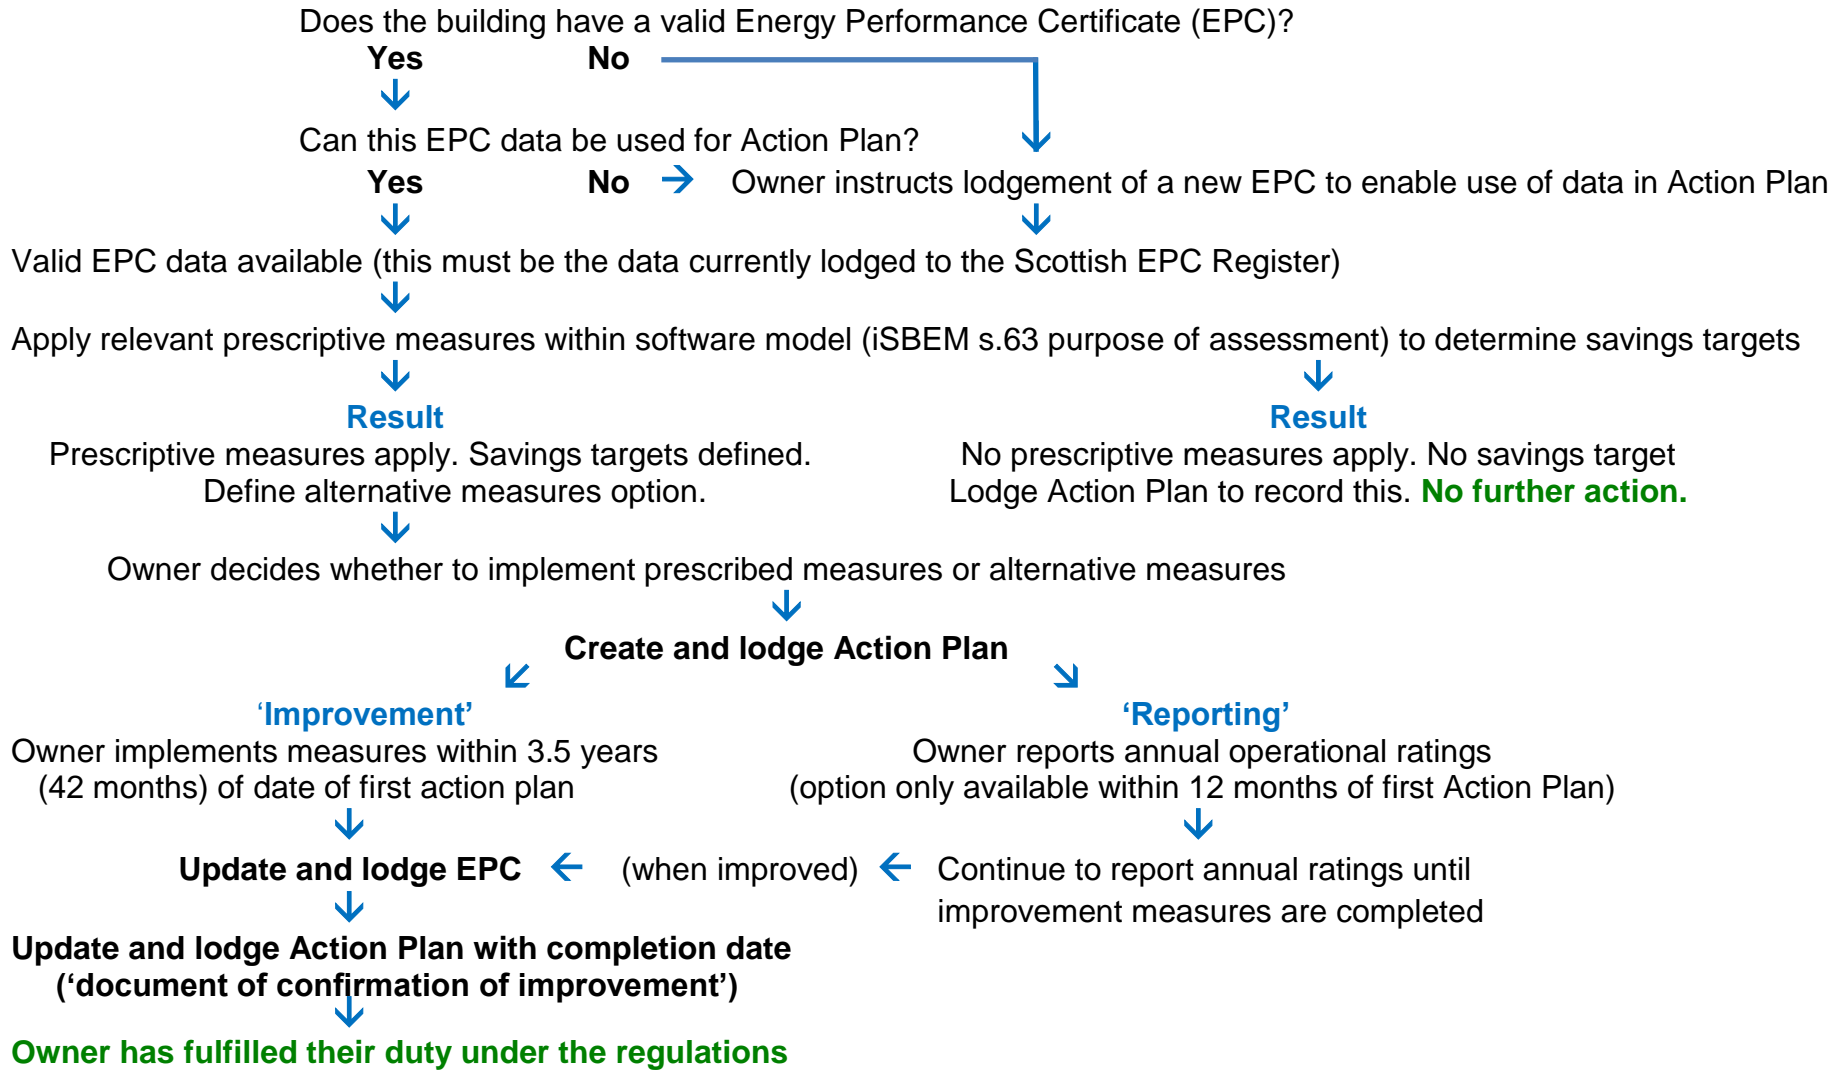 Does the building have a valid Energy Performance Certificate (EPC)?
Yes No
Can this EPC data be used for Action Plan?
Yes No Owner instructs lodgement of a new EPC to enable use of data in Action Plan
Valid EPC data available (this must be the data currently lodged to the Scottish EPC Register)
Apply relevant prescriptive measures within software model (iSBEM s.63 purpose of assessment) to determine savings targets
Result
Prescriptive measures apply. Savings targets defined.
Define alternative measures option.
Result
No prescriptive measures apply. No savings target
Lodge Action Plan to record this. No further action.
Owner decides whether to implement prescribed measures or alternative measures
Create and lodge Action Plan
‘Improvement’
Owner implements measures within 3.5 years
(42 months) of date of first action plan
‘Reporting’
Owner reports annual operational ratings
(option only available within 12 months of first Action Plan)
Update and lodge EPC (when improved) Continue to report annual ratings until
improvement measures are completed
Update and lodge Action Plan with completion date
(‘document of confirmation of improvement’)
Owner has fulfilled their duty under the regulations